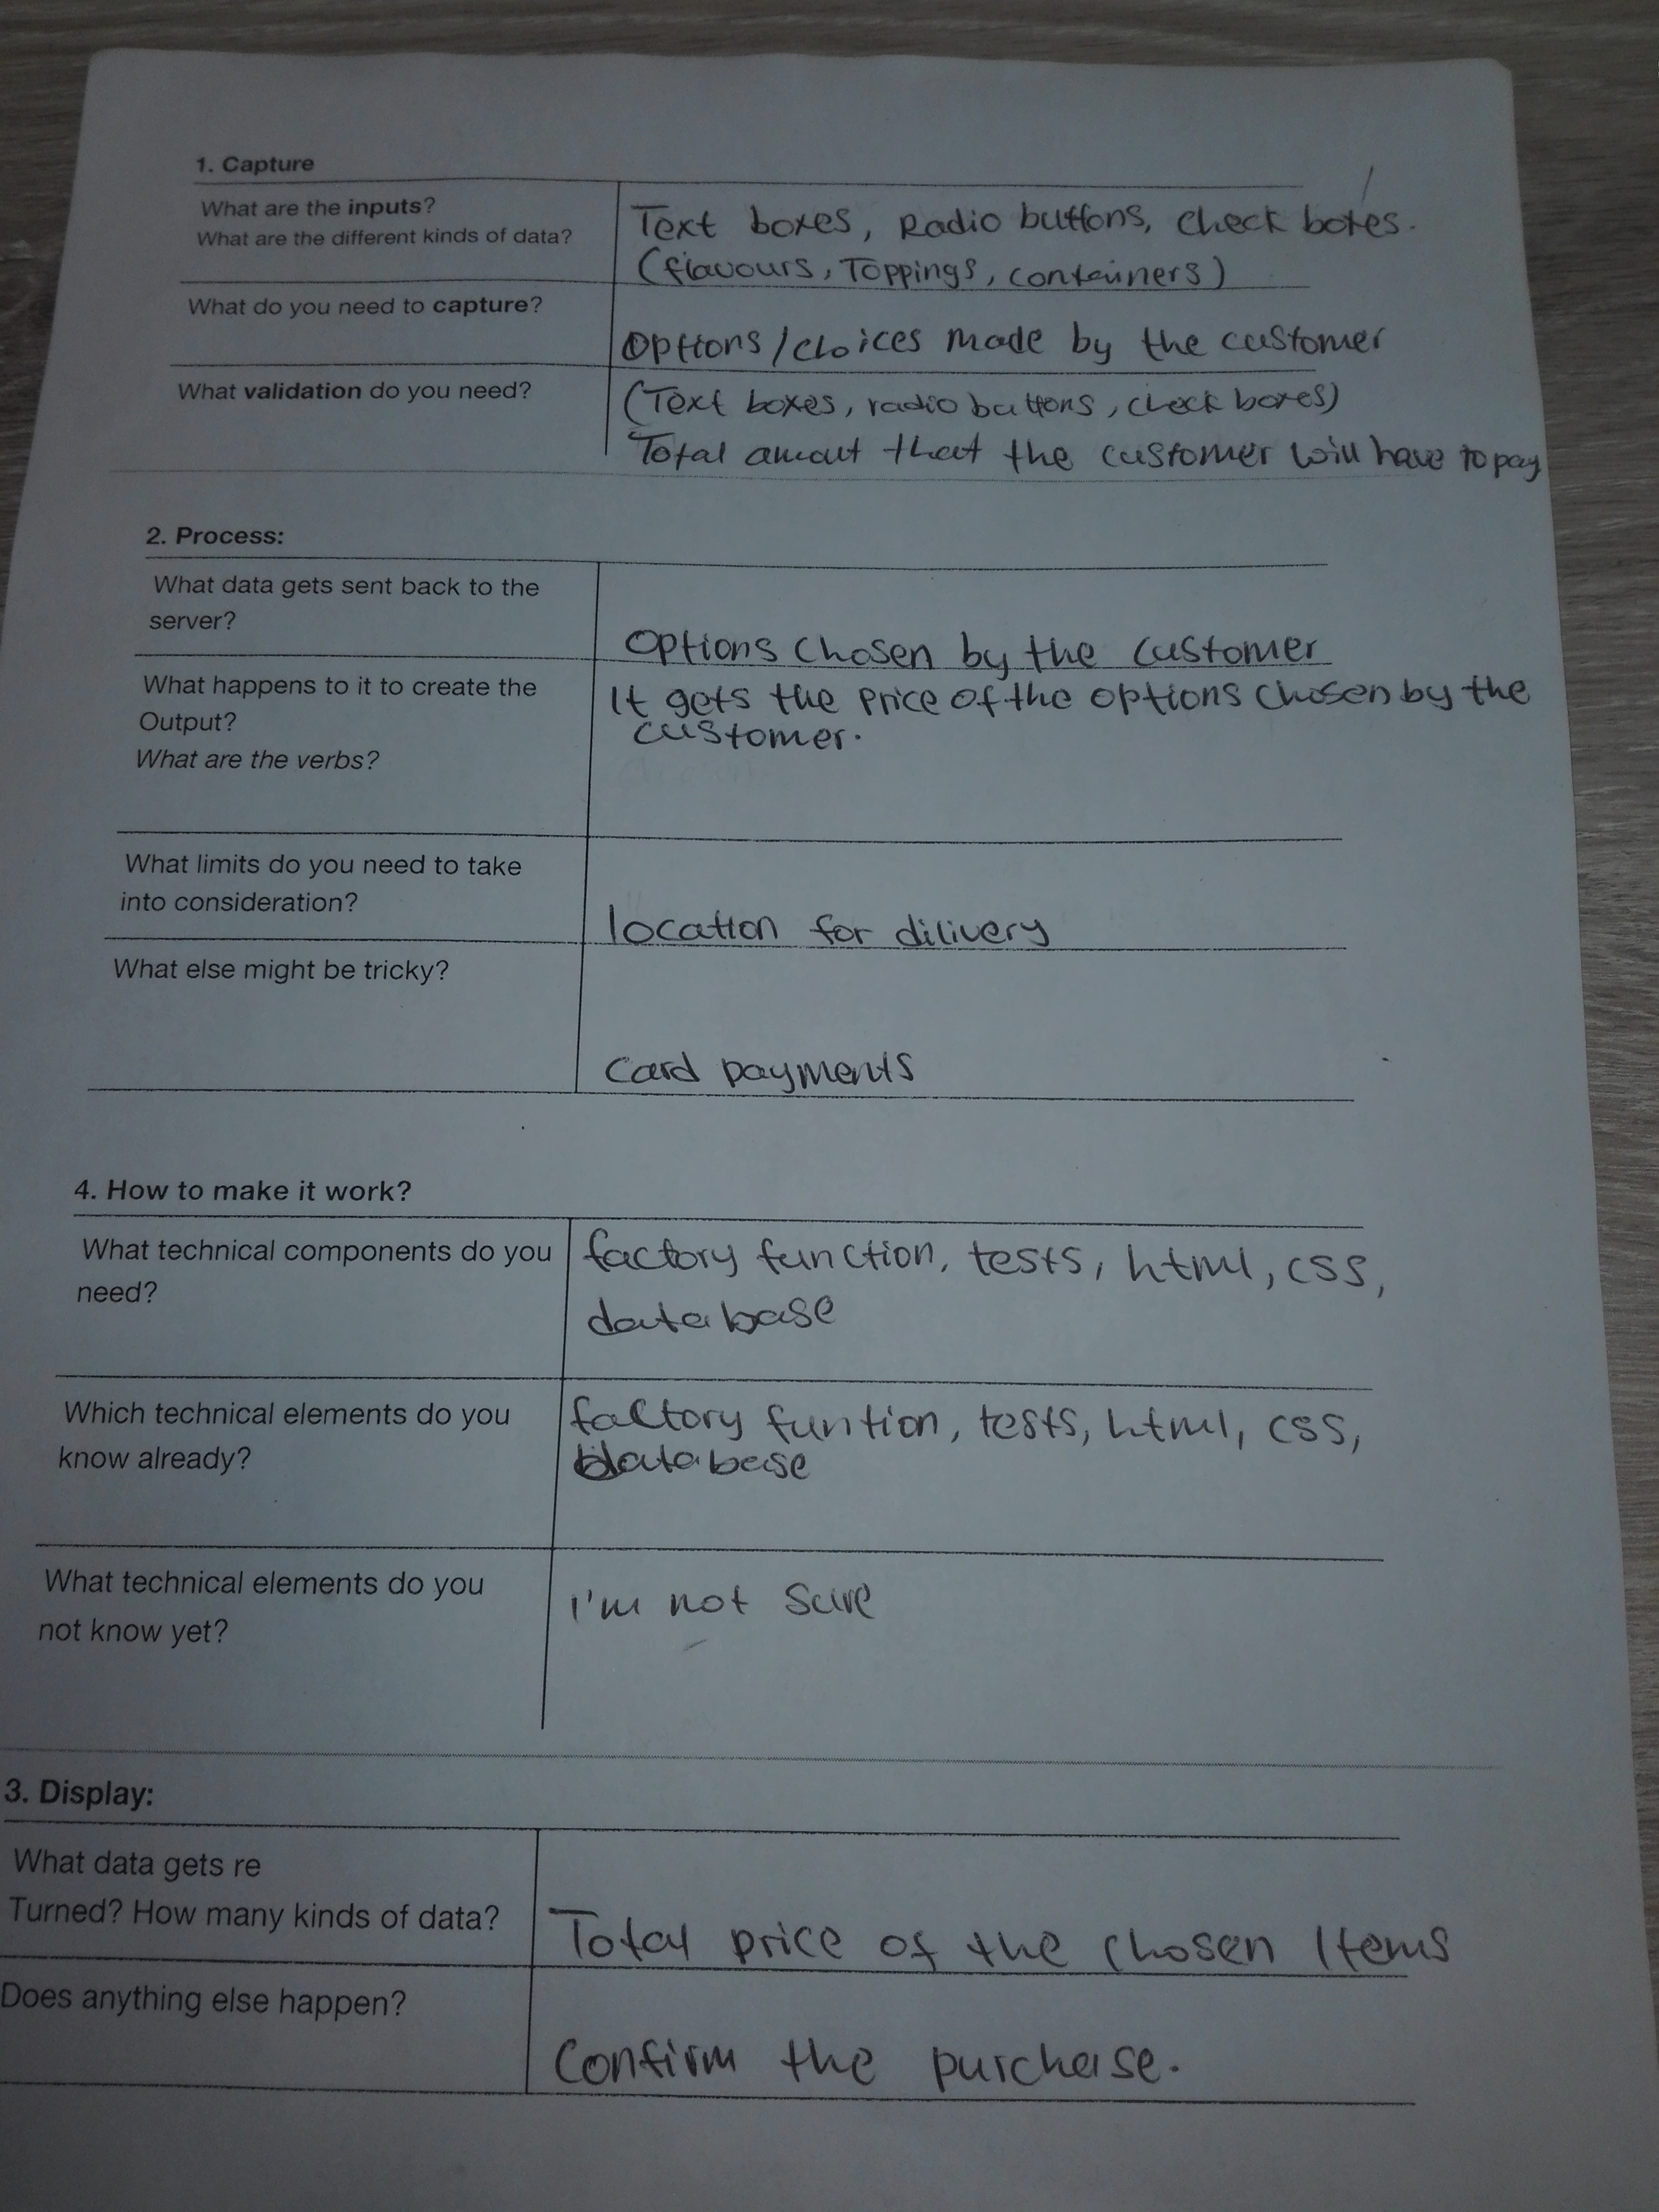 1. Capture
What are the inputs?
What are the different kinds of data?
Text boxes, Radio buttons, check boxes.
(flavours, Toppings, containers)
What do you need to capture?
Options/choices made by the customer
What validation do you need?
(Text boxes, radio buttons, check boxes)
Total amout that the customer will have to pay
2. Process:
What data gets sent back to the
server?
Options chosen by the customer
What happens to it to create the
Output?
What are the verbs?
It gets the price of the options chosen by the
customer.
What limits do you need to take
into consideration?
location for dilivery
What else might be tricky?
Card payments
4. How to make it work?
What technical components do you
need?
factory function, tests, html, css,
database
Which technical elements do you
know already?
factory funtion, tests, html, css,
database
What technical elements do you
not know yet?
I'm not sure
3. Display:
What data gets re
Turned? How many kinds of data?
Total price of the chosen Items
Does anything else happen?
Confirm the purchase.